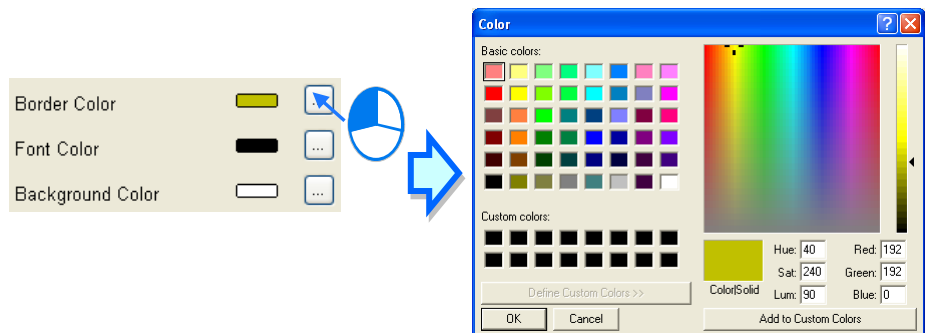 Border Color
...
Font Color
...
Background Color
...
Color
?
Basic colors:
Custom colors:
Define Custom Colors >>
OK
Cancel
Color|Solid
Hue: 40
Sat: 240
Lum: 90
Red: 192
Green: 192
Blue: 0
Add to Custom Colors